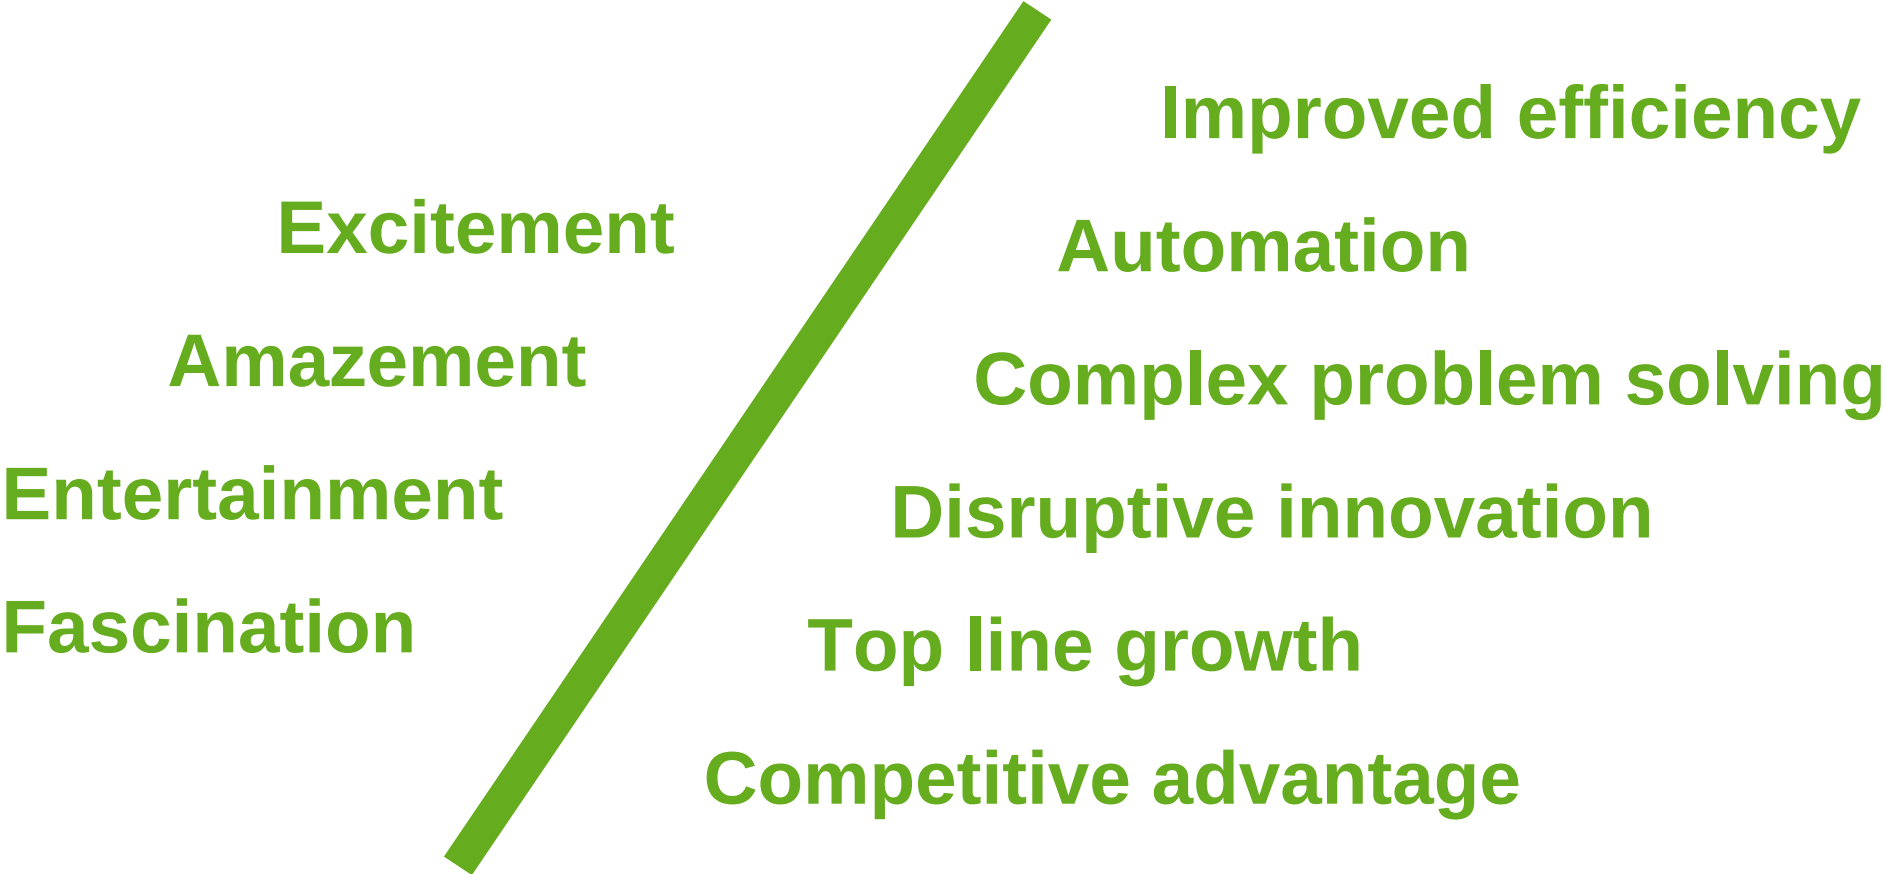 Excitement
Amazement
Entertainment
Fascination
Improved efficiency
Automation
Complex problem solving
Disruptive innovation
Top line growth
Competitive advantage